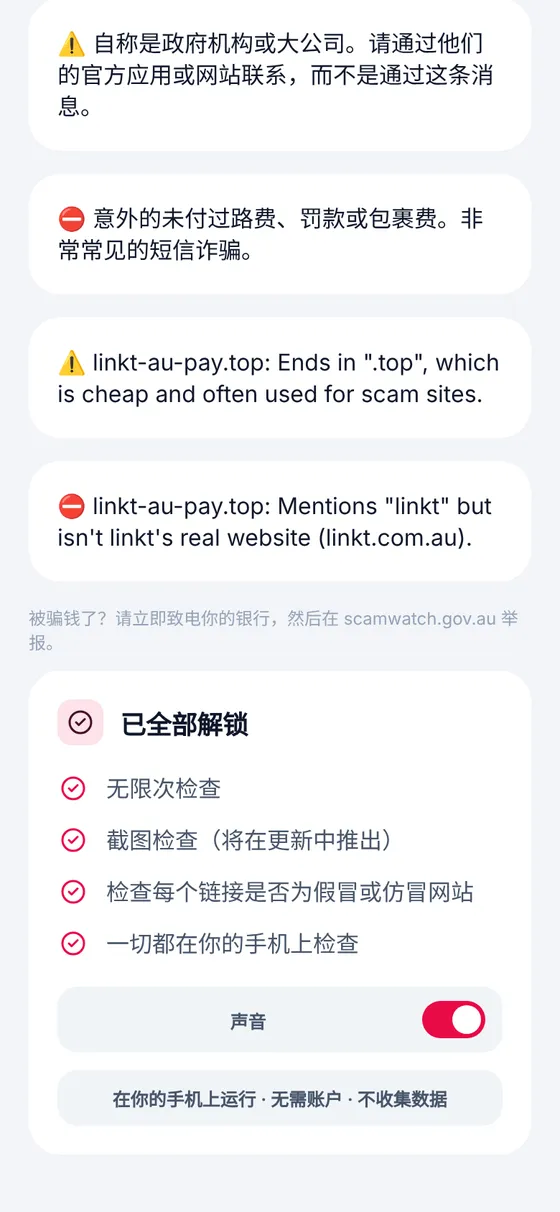 ⚠️ 自称是政府机构或大公司。请通过他们
的官方应用或网站联系，而不是通过这条消
息。
⛔ 意外的未付过路费、罚款或包裹费。非
常常见的短信诈骗。
⚠️ linkt-au-pay.top: Ends in ".top", which
is cheap and often used for scam sites.
⛔ linkt-au-pay.top: Mentions "linkt" but
isn't linkt's real website (linkt.com.au).
被骗钱了？请立即致电你的银行，然后在 scamwatch.gov.au 举
报。
已全部解锁
无限次检查
截图检查（将在更新中推出）
检查每个链接是否为假冒或仿冒网站
一切都在你的手机上检查
声音
在你的手机上运行 · 无需账户 · 不收集数据